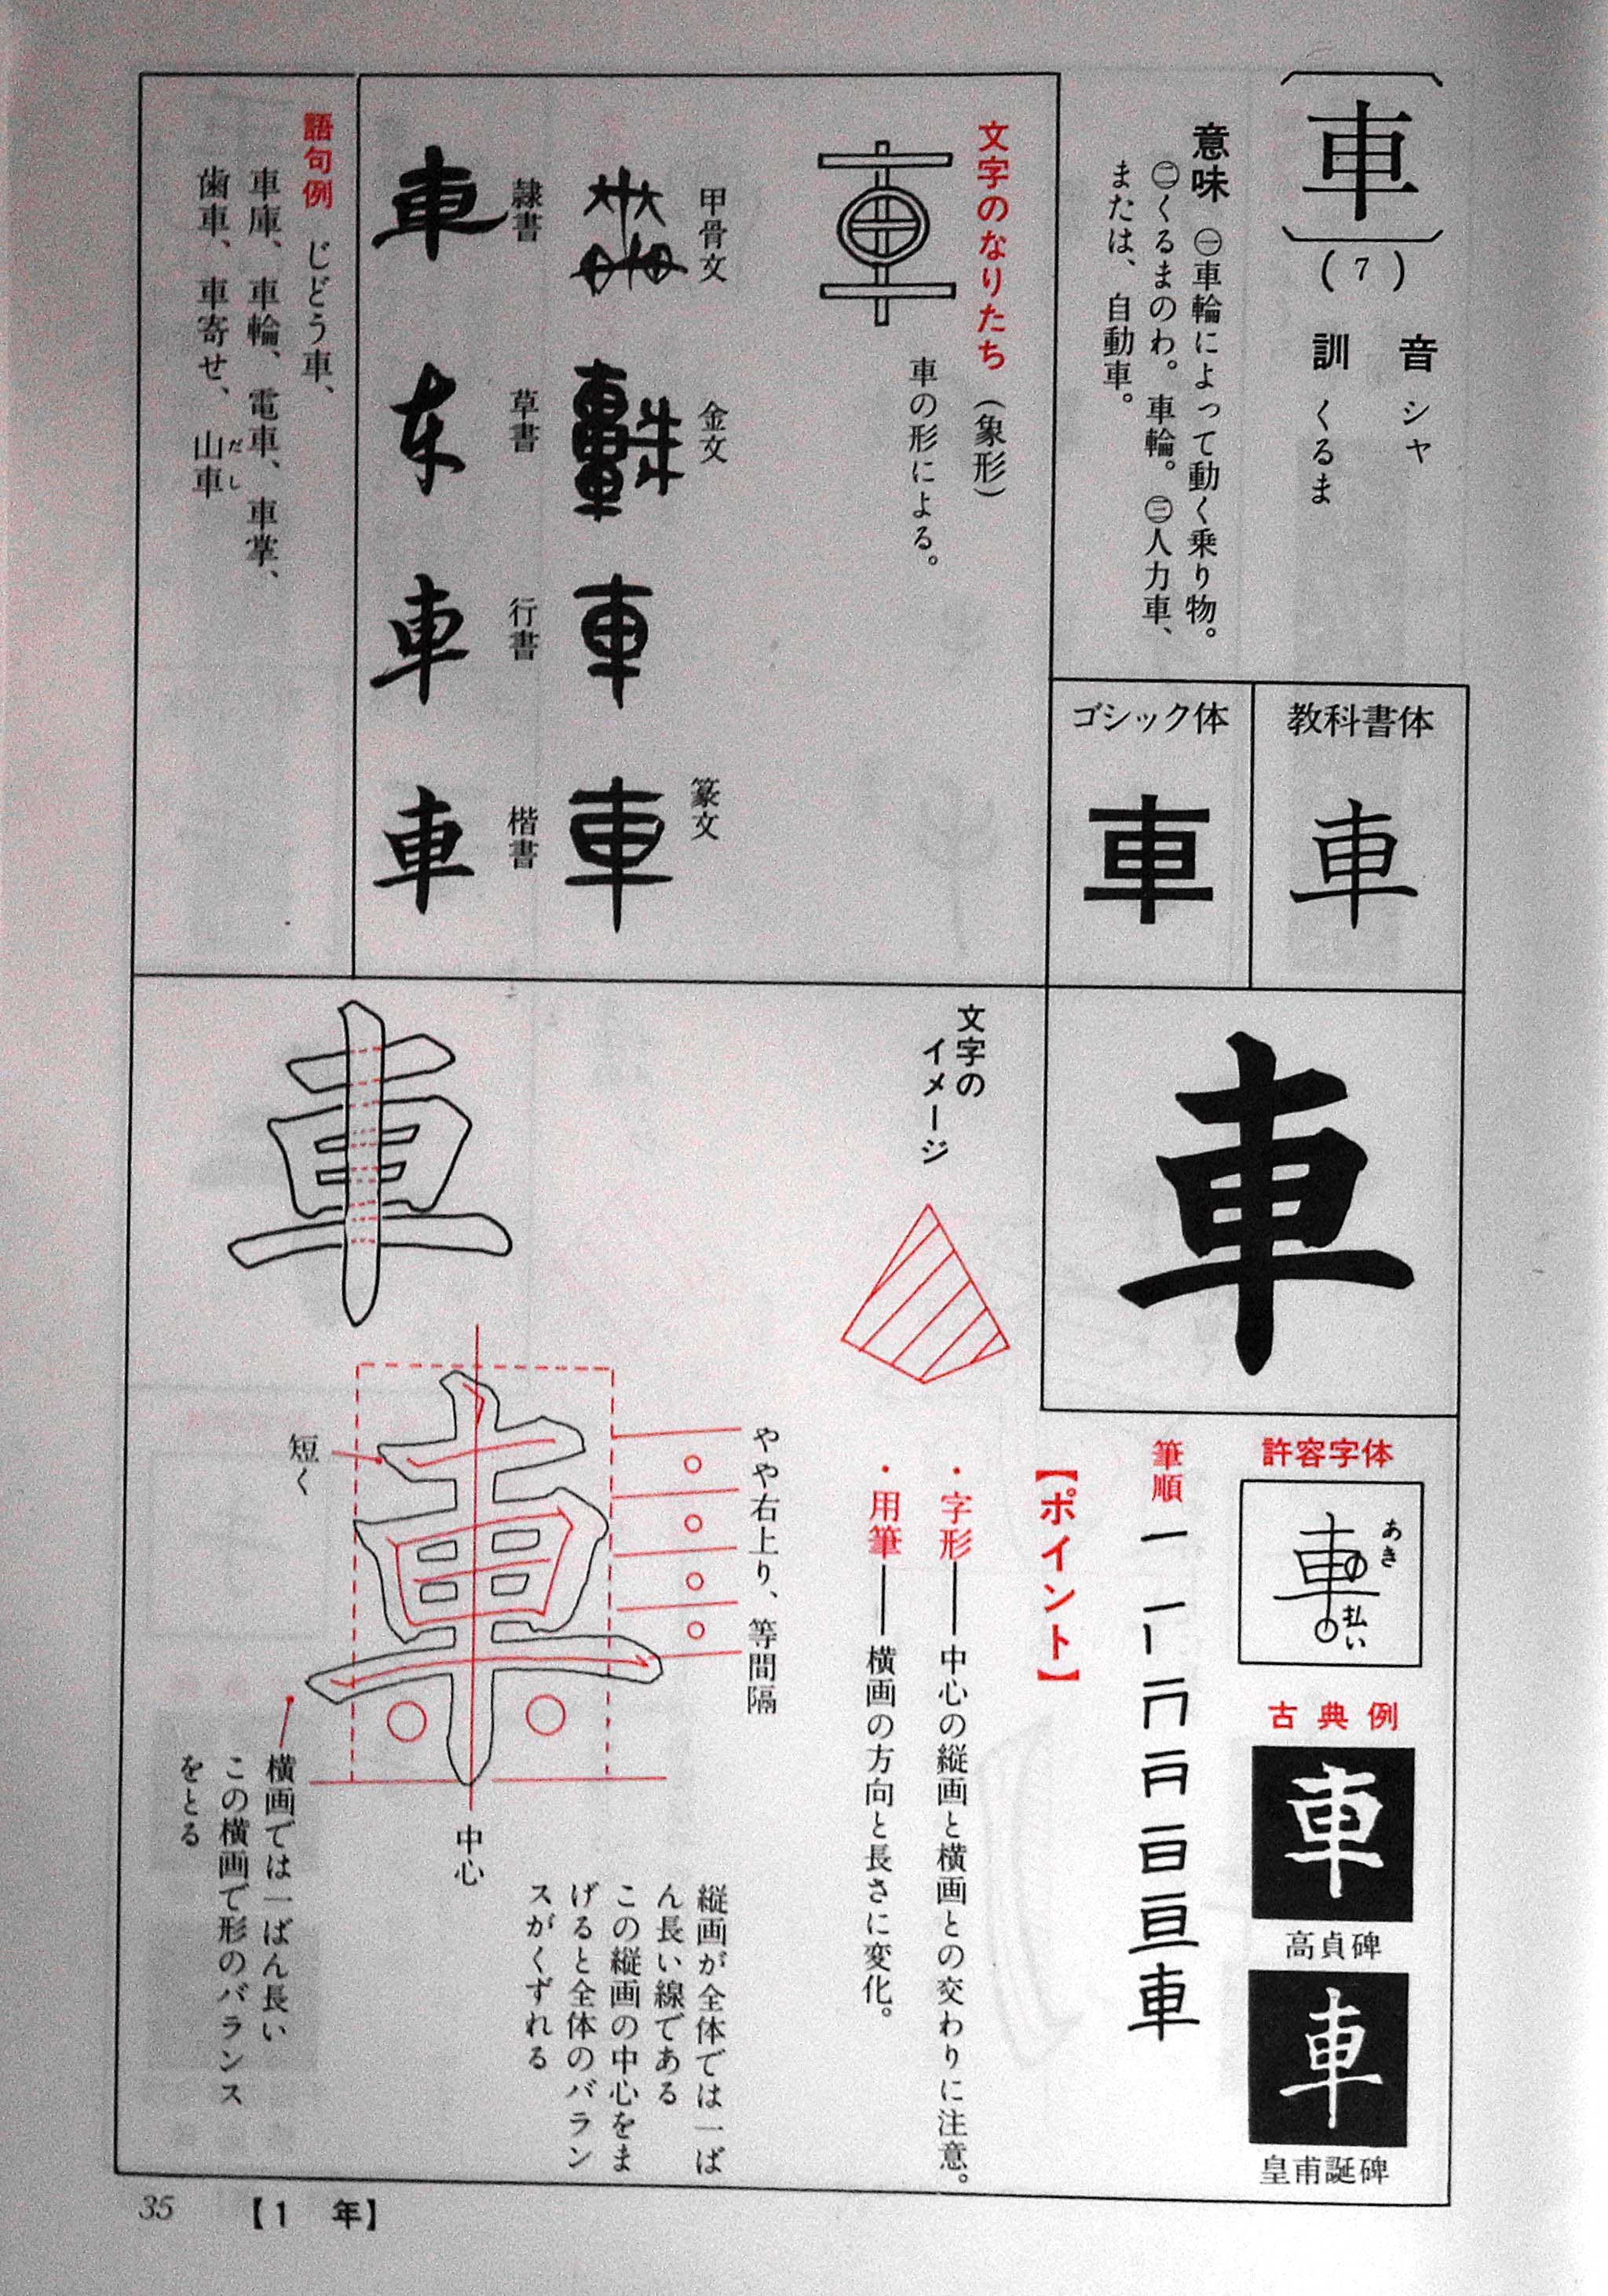 車
(7)
音 シャ
訓 くるま
意味 ㊀車輪によって動く乗り物。
㊁くるまのわ。車輪。㊂人力車、
または、自動車。
教科書体
車
ゴシック体
車
文字のなりたち（象形）
車の形による。
甲骨文
金文
篆文
車
隷書
車
草書
行書
車
楷書
車
語句例 じどう車、
車庫、車輪、電車、車掌、
歯車、車寄せ、山車
だし
車
許容字体
車
あき
の
払い
古典例
車
高貞碑
車
皇甫誕碑
筆順
車
【ポイント】
・字形――中心の縦画と横画との交わりに注意。
・用筆――横画の方向と長さに変化。
文字の
イメージ
車
車
やや右上り、等間隔
短く
中心
縦画が全体では一ば
ん長い線である
この縦画の中心をま
げると全体のバラン
スがくずれる
横画では一ばん長い
この横画で形のバランス
をとる
35
【1 年】